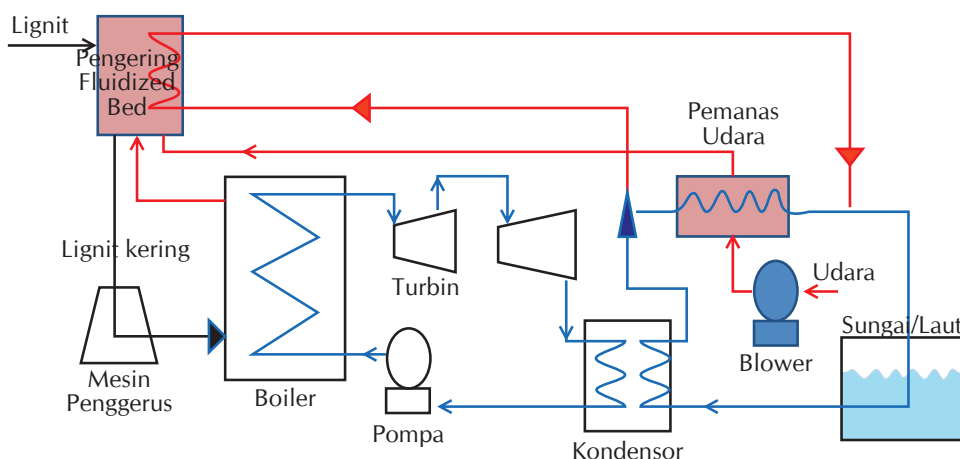 Lignit
Pengering
Fluidized
Bed
Pemanas
Udara
Lignit kering
Turbin
Udara
Sungai/Laut
Blower
Mesin
Penggerus
Boiler
Pompa
Kondensor